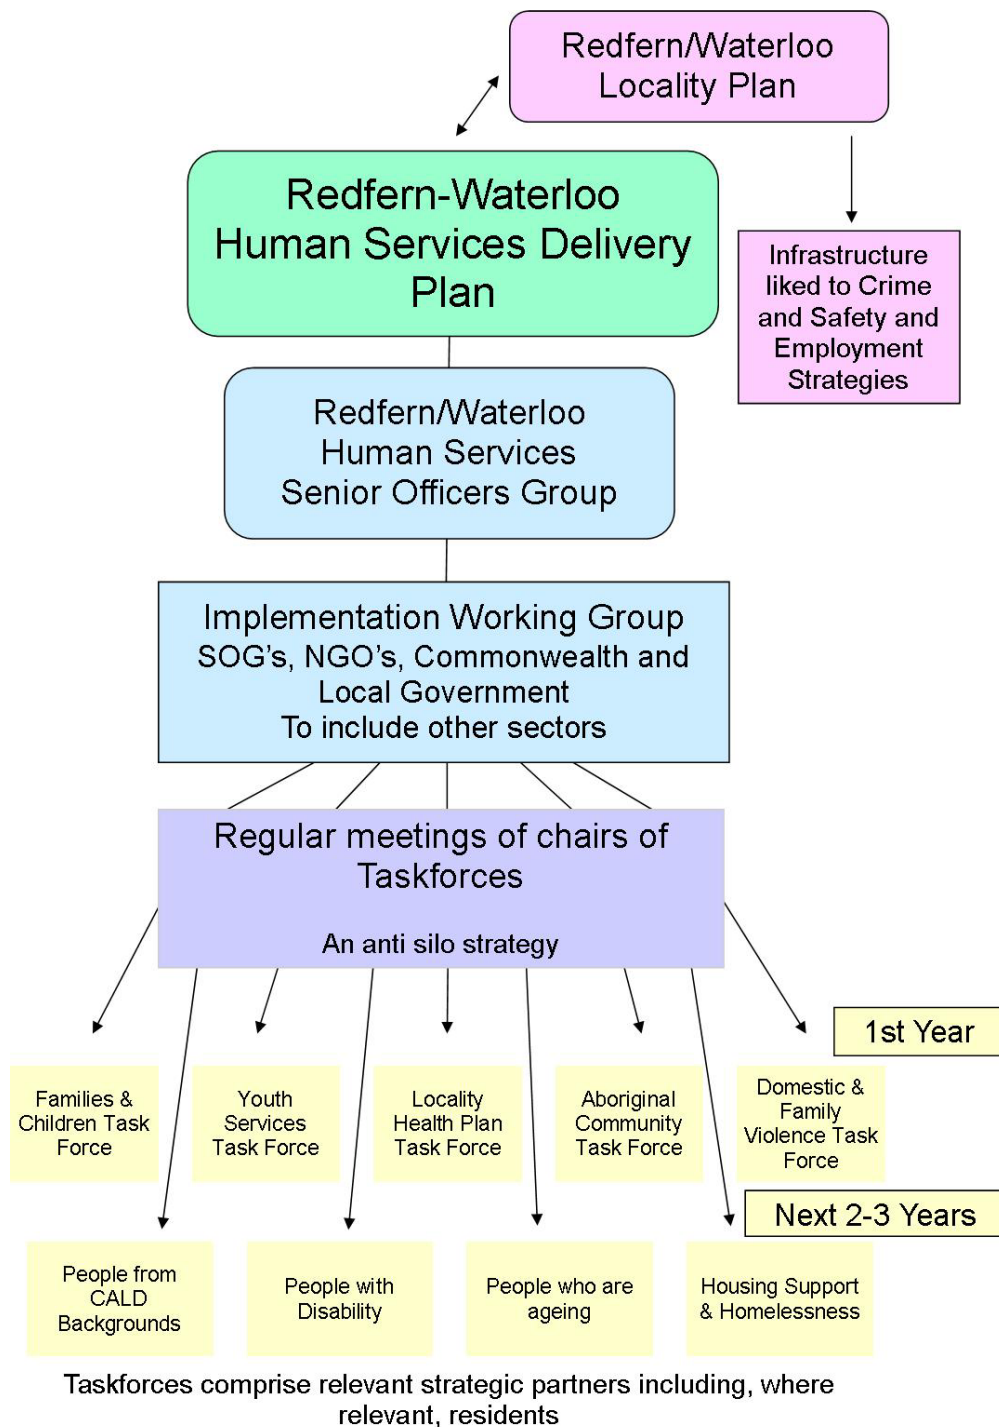 Redfern/Waterloo
Locality Plan
Redfern-Waterloo
Human Services Delivery
Plan
Infrastructure
liked to Crime
and Safety and
Employment
Strategies
Redfern/Waterloo
Human Services
Senior Officers Group
Implementation Working Group
SOG's, NGO's, Commonwealth and
Local Government
To include other sectors
Regular meetings of chairs of
Taskforces
An anti silo strategy
1st Year
Families &
Children Task
Force
Youth
Services
Task Force
Locality
Health Plan
Task Force
Aboriginal
Community
Task Force
Domestic &
Family
Violence Task
Force
Next 2-3 Years
People from
CALD
Backgrounds
People with
Disability
People who are
ageing
Housing Support
& Homelessness
Taskforces comprise relevant strategic partners including, where
relevant, residents